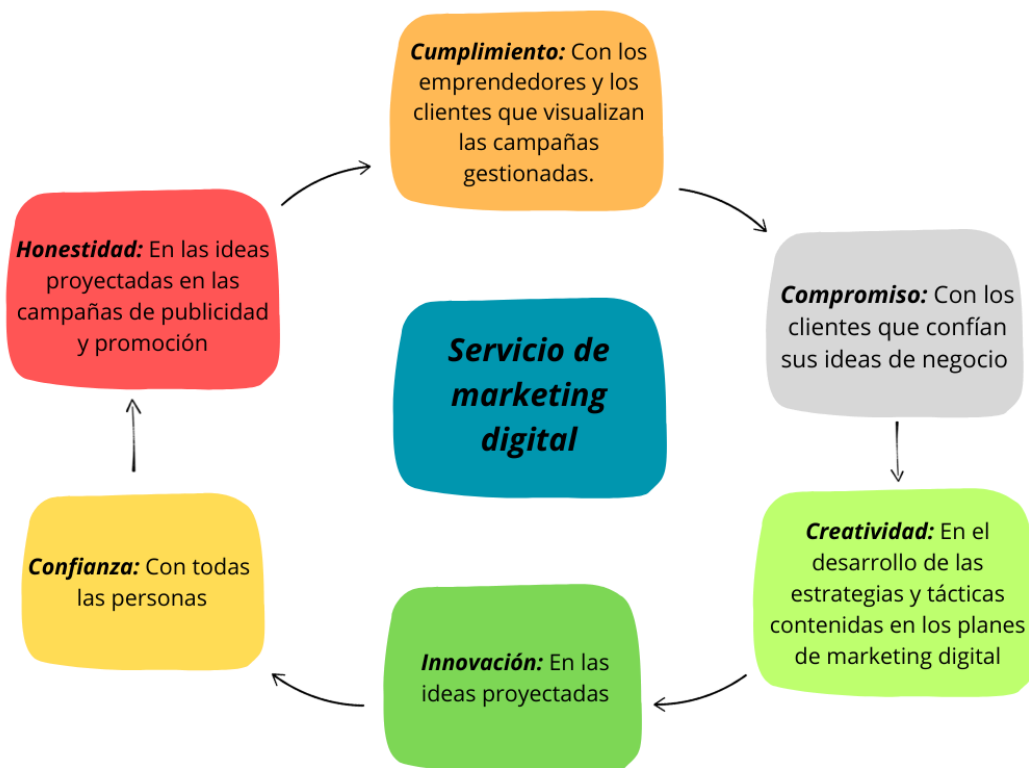 Cumplimiento: Con los
emprendedores y los
clientes que visualizan
las campañas
gestionadas.
Compromiso: Con los
clientes que confían
sus ideas de negocio
Creatividad: En el
desarrollo de las
estrategias y tácticas
contenidas en los planes
de marketing digital
Innovación: En las
ideas proyectadas
Confianza: Con todas
las personas
Honestidad: En las ideas
proyectadas en las
campañas de publicidad
y promoción
Servicio de
marketing
digital